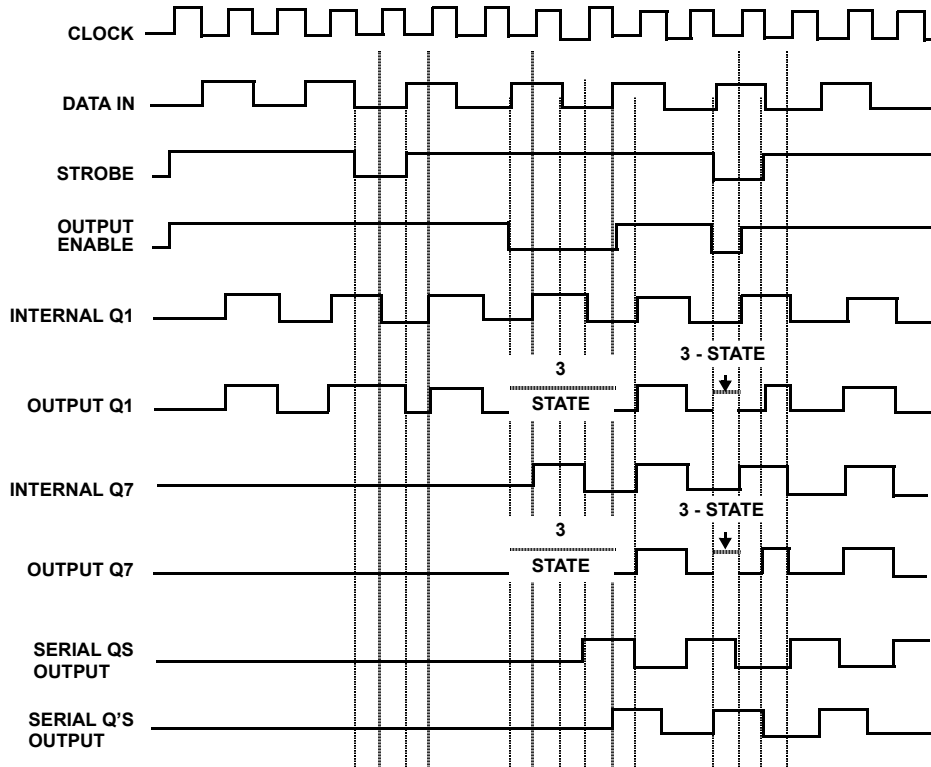 CLOCK
DATA IN
STROBE
OUTPUT
ENABLE
INTERNAL Q1
3
3 - STATE
OUTPUT Q1
STATE
INTERNAL Q7
3 - STATE
3
OUTPUT Q7
STATE
SERIAL QS
OUTPUT
SERIAL Q'S
OUTPUT